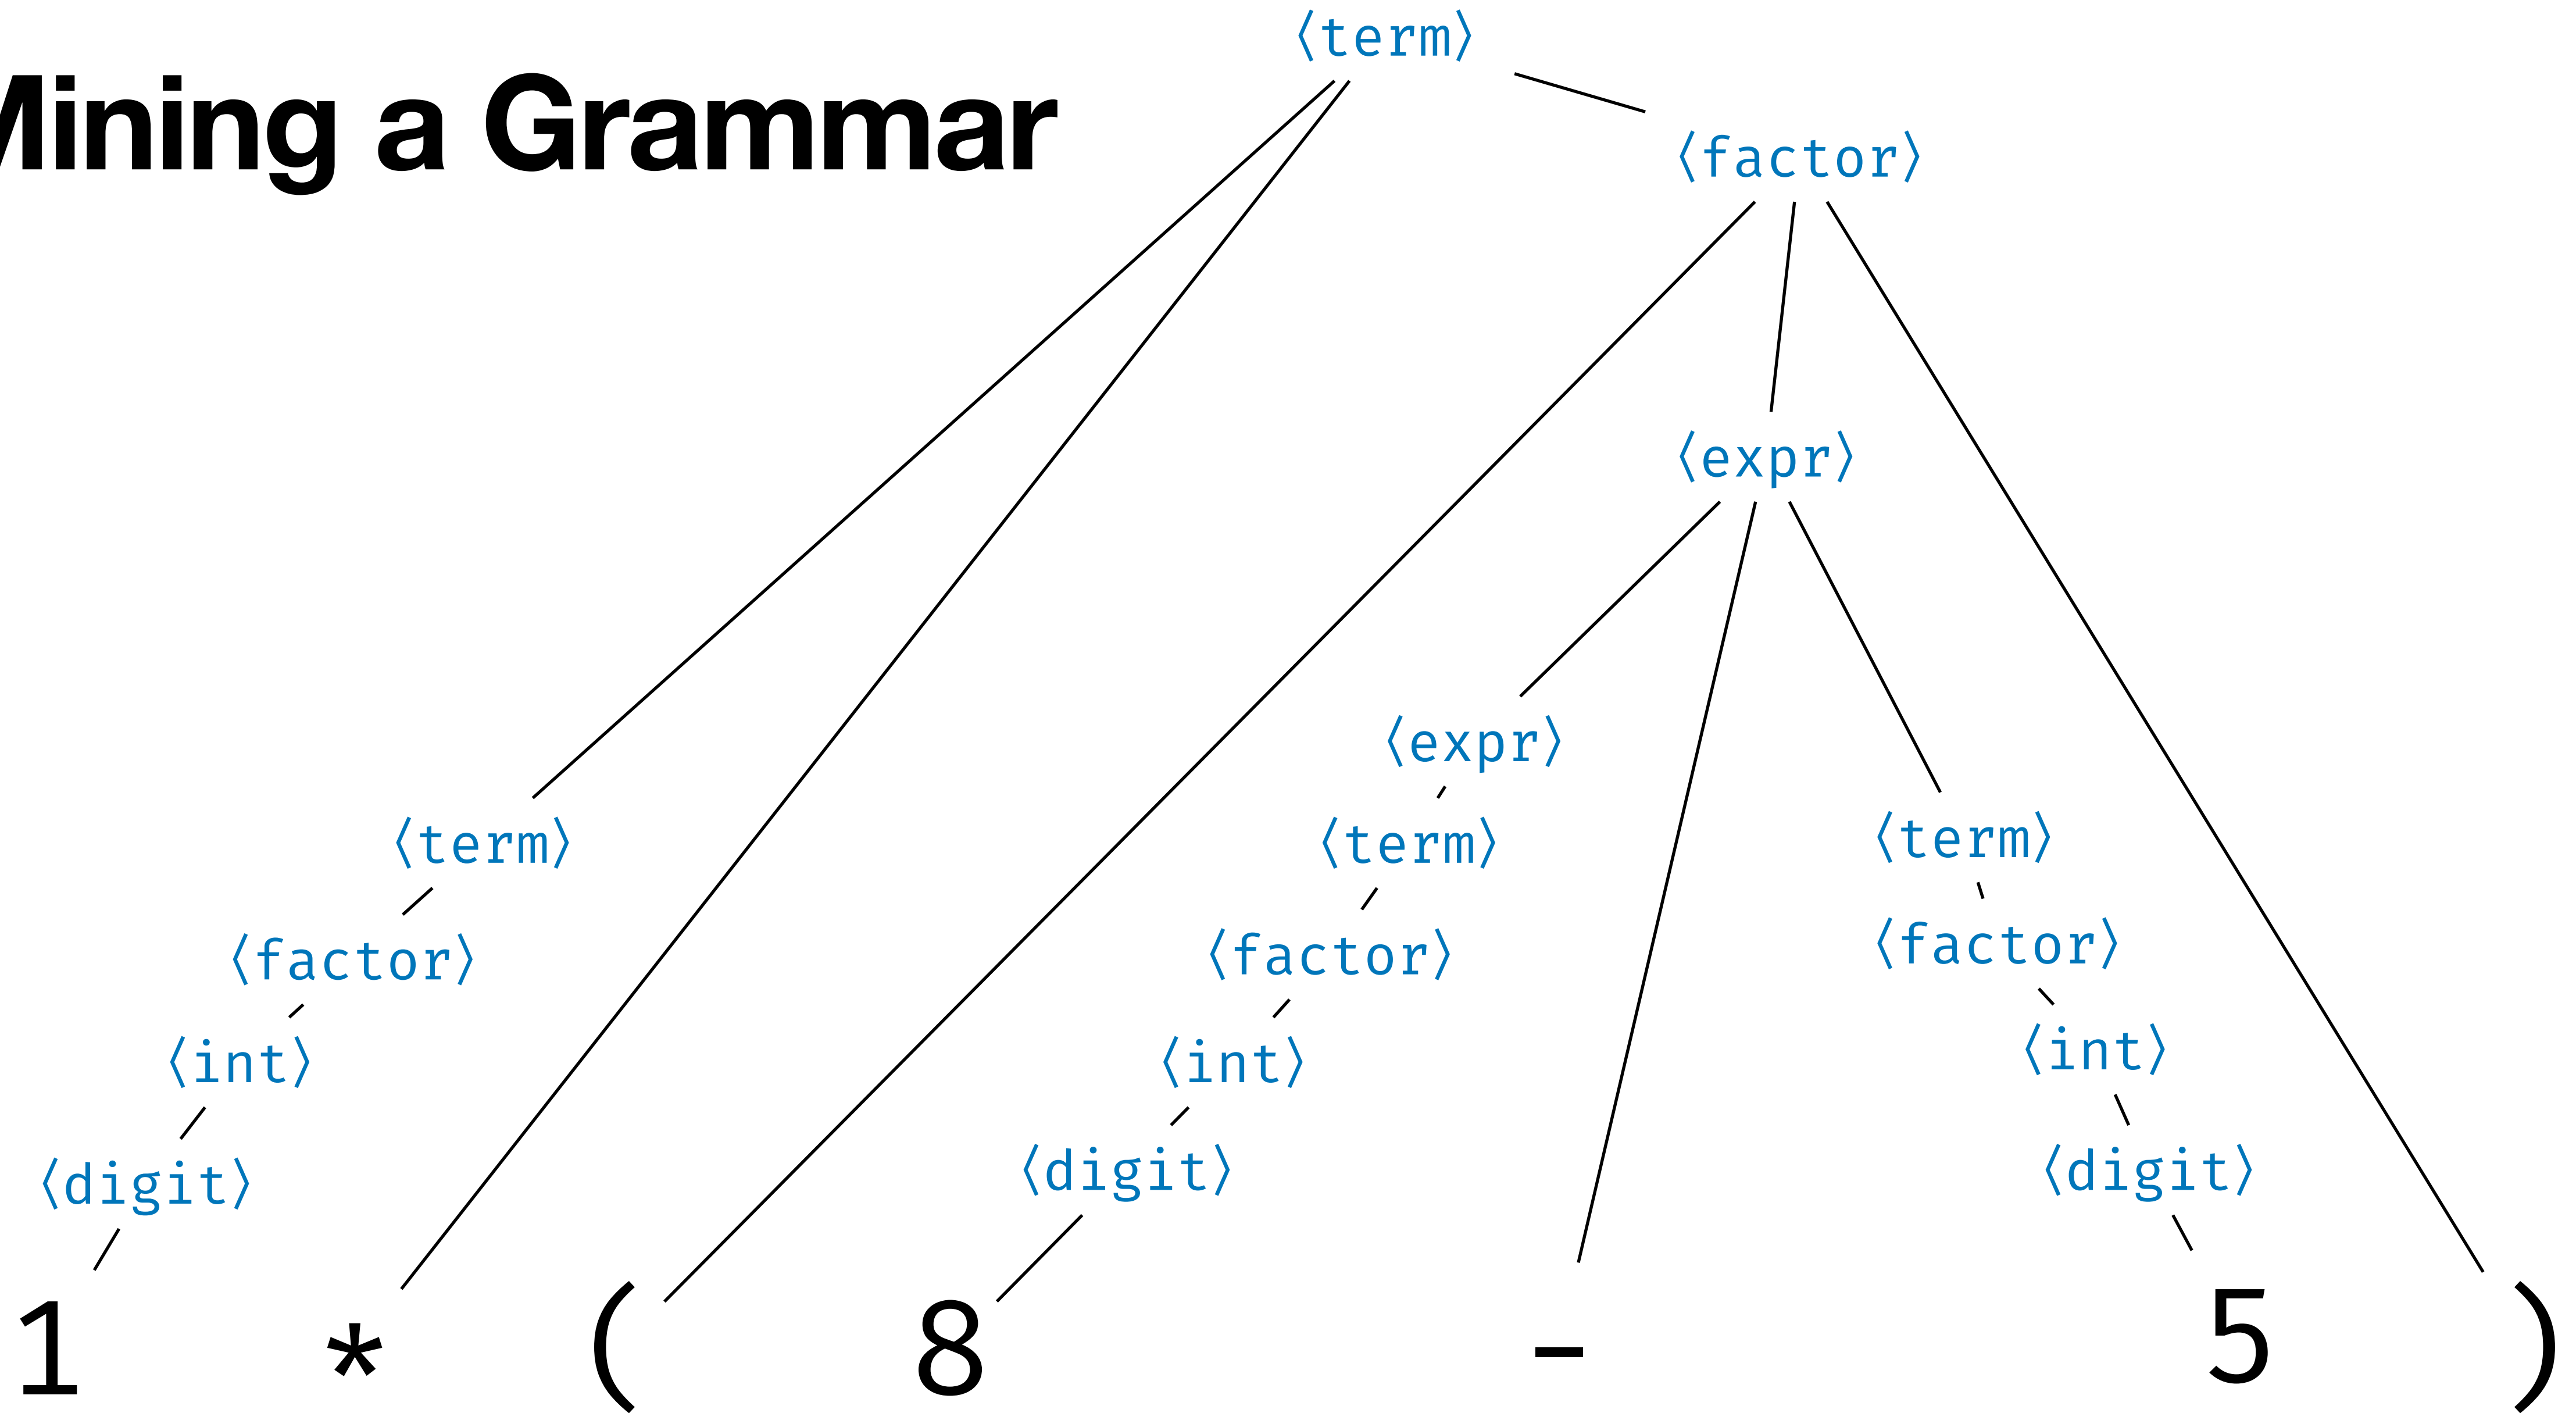 ⟨term⟩
Mining a Grammar
⟨factor⟩
⟨expr⟩
⟨expr⟩
⟨term⟩ ⟨term⟩ ⟨term⟩
⟨factor⟩ ⟨factor⟩ ⟨factor⟩
⟨int⟩ ⟨int⟩ ⟨int⟩
⟨digit⟩ ⟨digit⟩ ⟨digit⟩
1 * ( 8 - 5 )